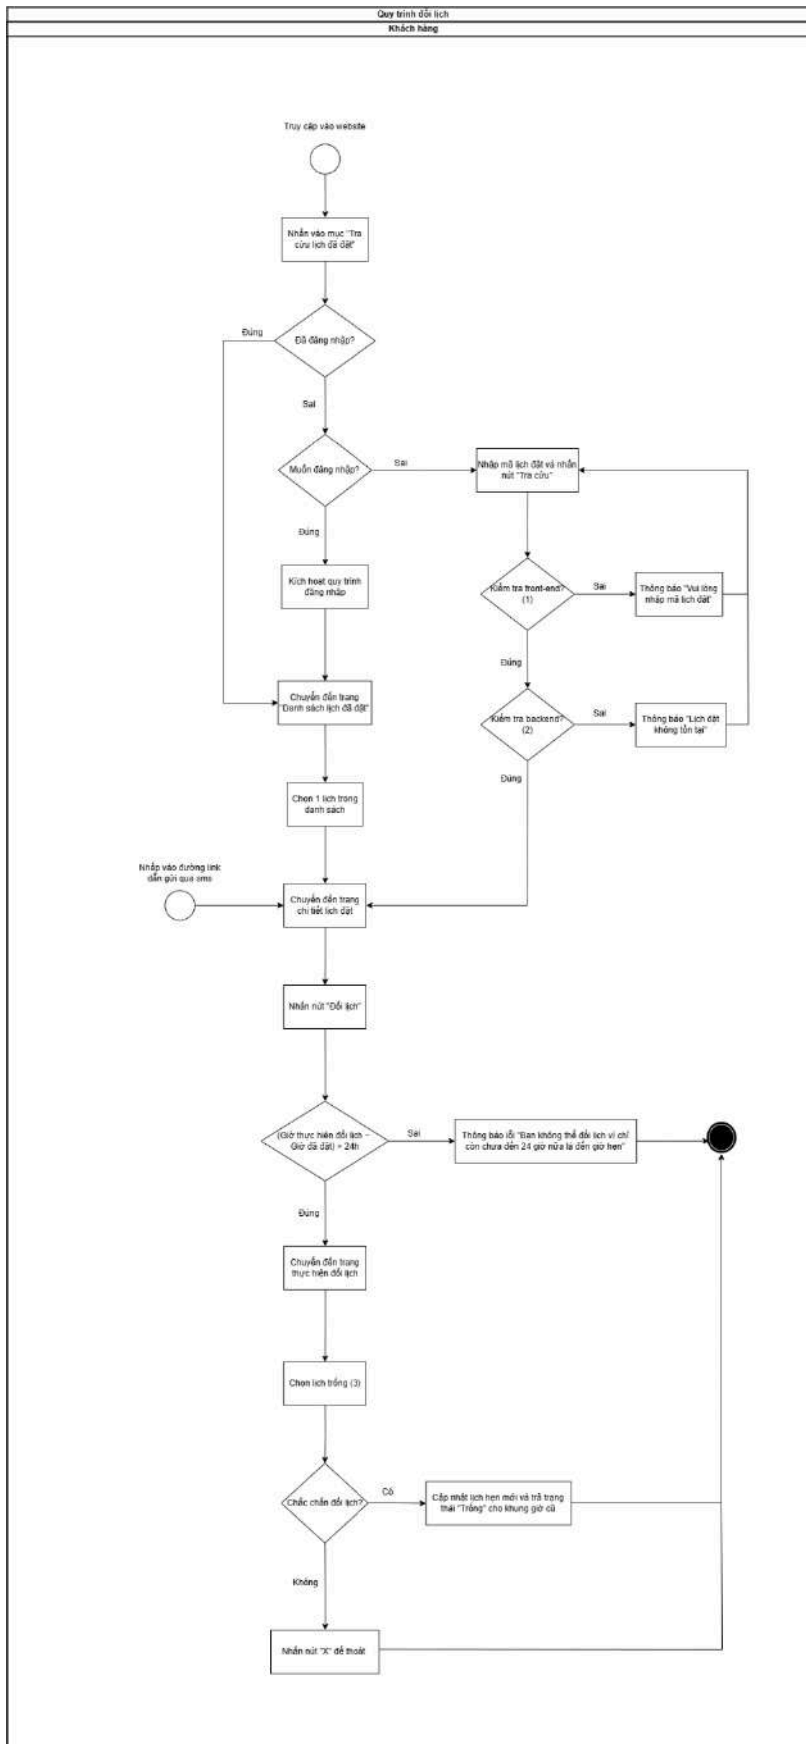 Quy trình đổi lịch
Khách hàng
Truy cập vào website
Nhấn vào mục "Tra
cứu lịch đã đặt"
Đúng
Đã đăng nhập?
Sai
Muốn đăng nhập?
Sai
Nhập mã lịch đặt và nhấn
nút "Tra cứu"
Đúng
Kích hoạt quy trình
đăng nhập
Kiểm tra front-end?
(1)
Sai
Thông báo "Vui lòng
nhập mã lịch đặt"
Đúng
Chuyển đến trang
"Danh sách lịch đã đặt"
Kiểm tra backend?
(2)
Sai
Thông báo "Lịch đặt
không tồn tại"
Đúng
Chọn 1 lịch trong
danh sách
Nhấp vào đường link
dẫn gửi qua sms
Chuyển đến trang
chi tiết lịch đặt
Nhấn nút "Đổi lịch"
(Giờ thực hiện đổi lịch –
Giờ đã đặt) > 24h
Sai
Thông báo lỗi "Bạn không thể đổi lịch vì chỉ
còn chưa đến 24 giờ nữa là đến giờ hẹn"
Đúng
Chuyển đến trang
thực hiện đổi lịch
Chọn lịch trống (3)
Chắc chắn đổi lịch?
Có
Cập nhật lịch hẹn mới và trả trạng
thái "Trống" cho khung giờ cũ
Không
Nhấn nút "X" để thoát